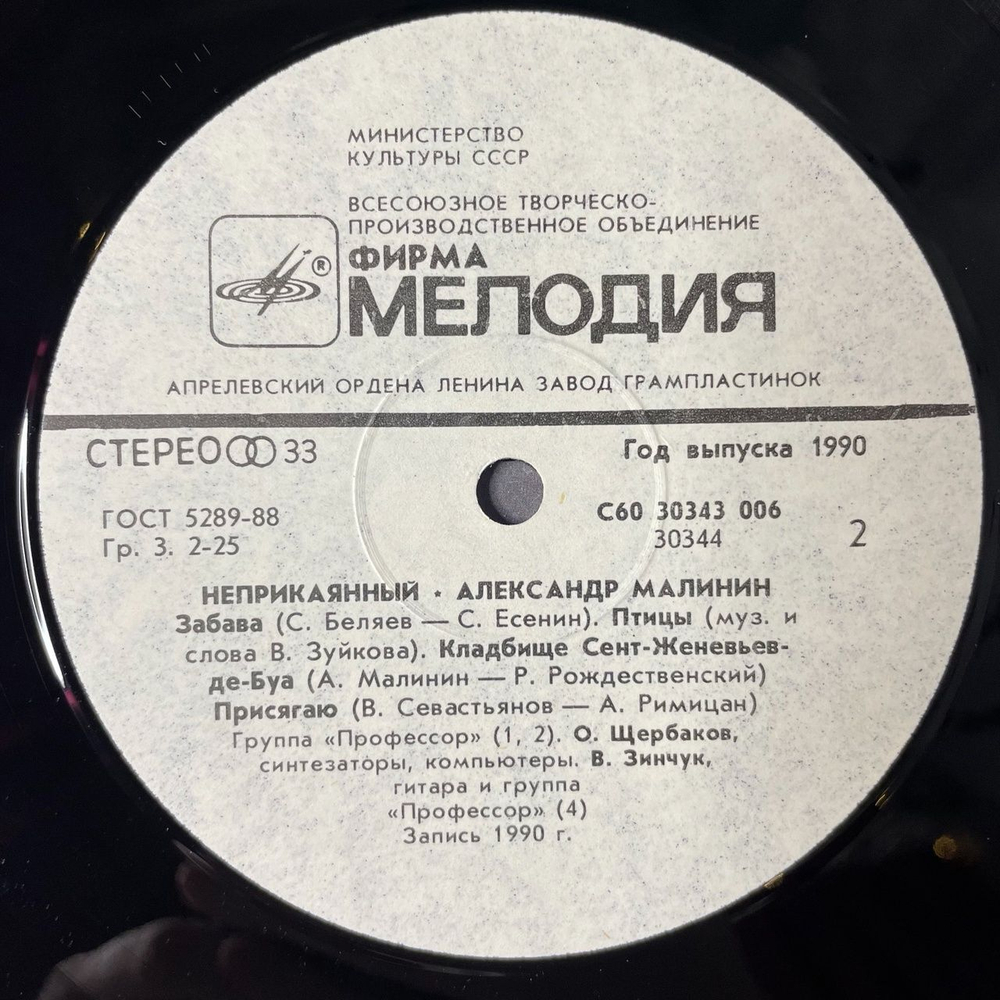 МИНИСТЕРСТВО
КУЛЬТУРЫ СССР
ВСЕСОЮЗНОЕ ТВОРЧЕСКО-
ПРОИЗВОДСТВЕННОЕ ОБЪЕДИНЕНИЕ
ФИРМА
®
МЕЛОДИЯ
АПРЕЛЕВСКИЙ ОРДЕНА ЛЕНИНА ЗАВОД ГРАМПЛАСТИНОК
СТЕРЕО 33
Год выпуска 1990
ГОСТ 5289-88
Гр. 3. 2-25
С60 30343 006
30344
2
НЕПРИКАЯННЫЙ ⋆ АЛЕКСАНДР МАЛИНИН
Забава (С. Беляев — С. Есенин). Птицы (муз. и
слова В. Зуйкова). Кладбище Сент-Женевьев-
де-Буа (А. Малинин — Р. Рождественский)
Присягаю (В. Севастьянов — А. Римицан)
Группа «Профессор» (1, 2). О. Щербаков,
синтезаторы, компьютеры. В. Зинчук,
гитара и группа
«Профессор» (4)
Запись 1990 г.